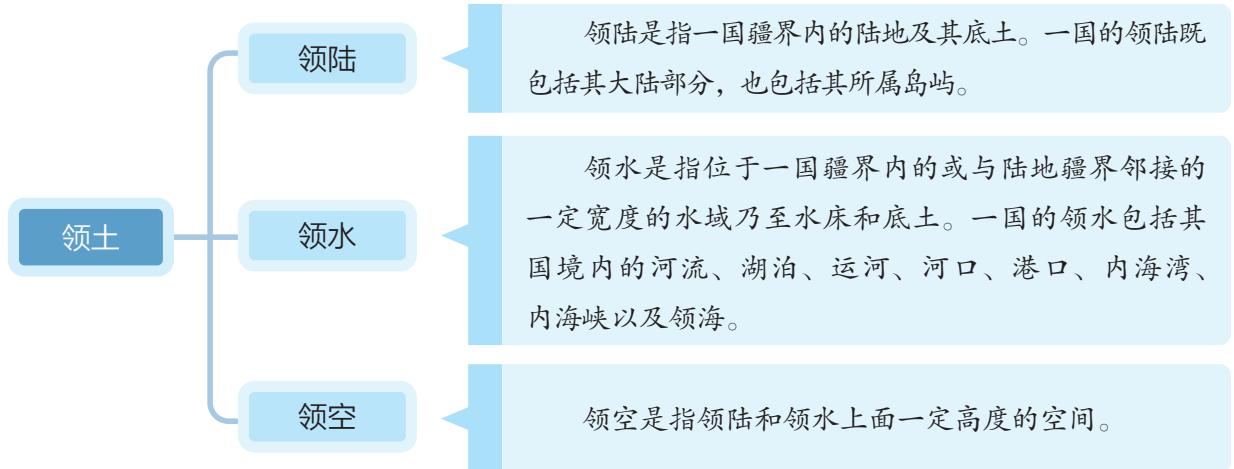 领土
领陆
领陆是指一国疆界内的陆地及其底土。一国的领陆既
包括其大陆部分，也包括其所属岛屿。
领水
领水是指位于一国疆界内的或与陆地疆界邻接的
一定宽度的水域乃至水床和底土。一国的领水包括其
国境内的河流、湖泊、运河、河口、港口、内海湾、
内海峡以及领海。
领空
领空是指领陆和领水上面一定高度的空间。